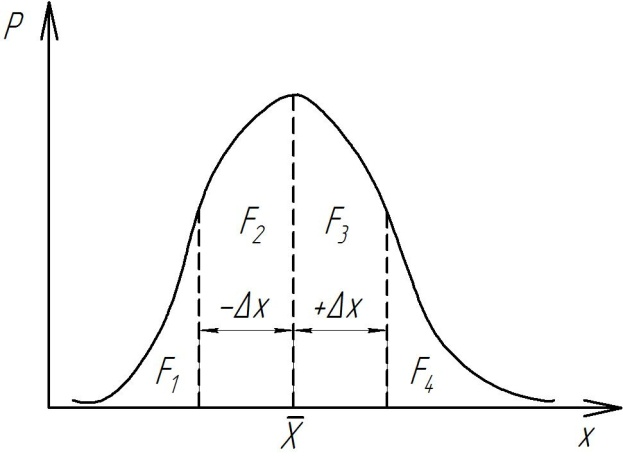 P
F₂ F₃
−Δx +Δx
F₁ F₄
X̅ x